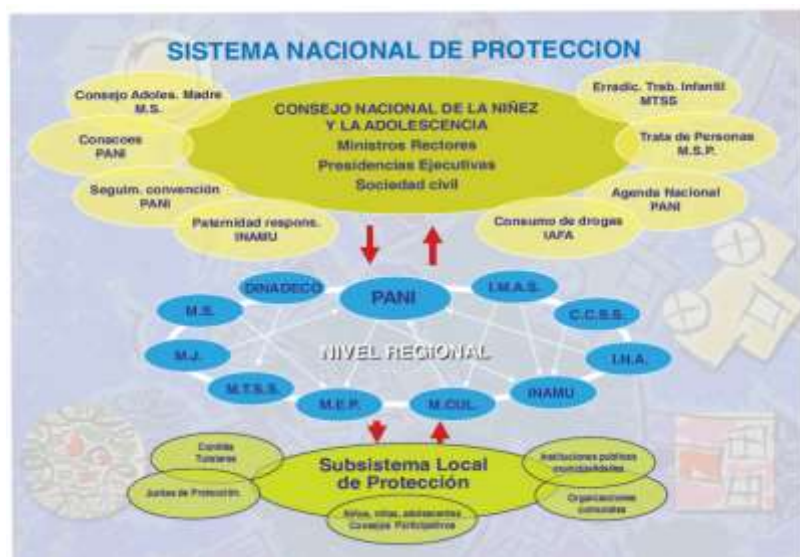 SISTEMA NACIONAL DE PROTECCION
Consejo Adoles. Madre
M.S.
Conacoes
PANI
Seguim. convención
PANI
Paternidad respons.
INAMU
CONSEJO NACIONAL DE LA NIÑEZ
Y LA ADOLESCENCIA
Ministros Rectores
Presidencias Ejecutivas
Sociedad civil
Erradic. Trab. Infantil
MTSS
Trata de Personas
M.S.P.
Agenda Nacional
PANI
Consumo de drogas
IAFA
DINADECO
PANI
I.M.A.S.
M.S.
C.C.S.S.
M.J.
NIVEL REGIONAL
I.N.A.
M.T.S.S.
INAMU
M.E.P.
M.CUL.
Tutelares
Juntas de Protección.
Subsistema Local
de Protección
Niños, niñas, adolescentes
Consejos Participativos
Instituciones públicas
municipalidades.
Organizaciones
comunales